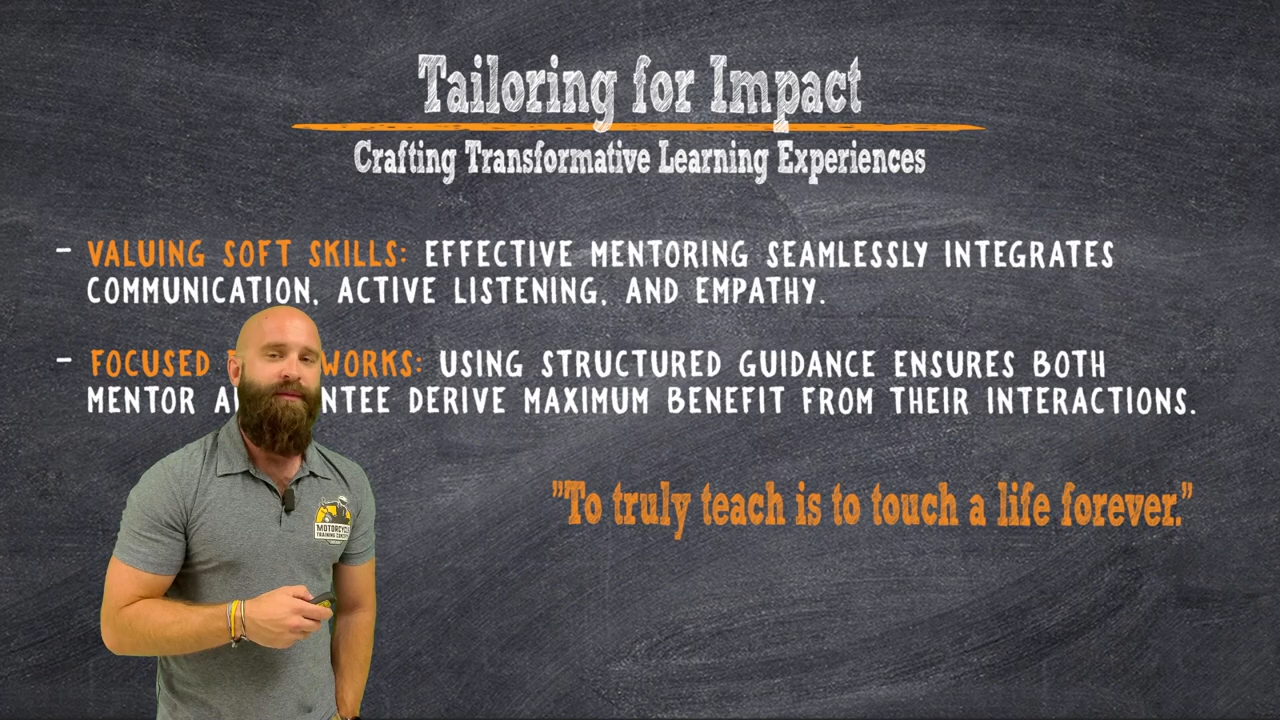 Tailoring for Impact
Crafting Transformative Learning Experiences
- VALUING SOFT SKILLS: EFFECTIVE MENTORING SEAMLESSLY INTEGRATES
COMMUNICATION, ACTIVE LISTENING, AND EMPATHY.
- FOCUSED WORKS: USING STRUCTURED GUIDANCE ENSURES BOTH
MENTOR A NTEE DERIVE MAXIMUM BENEFIT FROM THEIR INTERACTIONS.
"To truly teach is to touch a life forever."
MOTORCYCLE
TRAINING